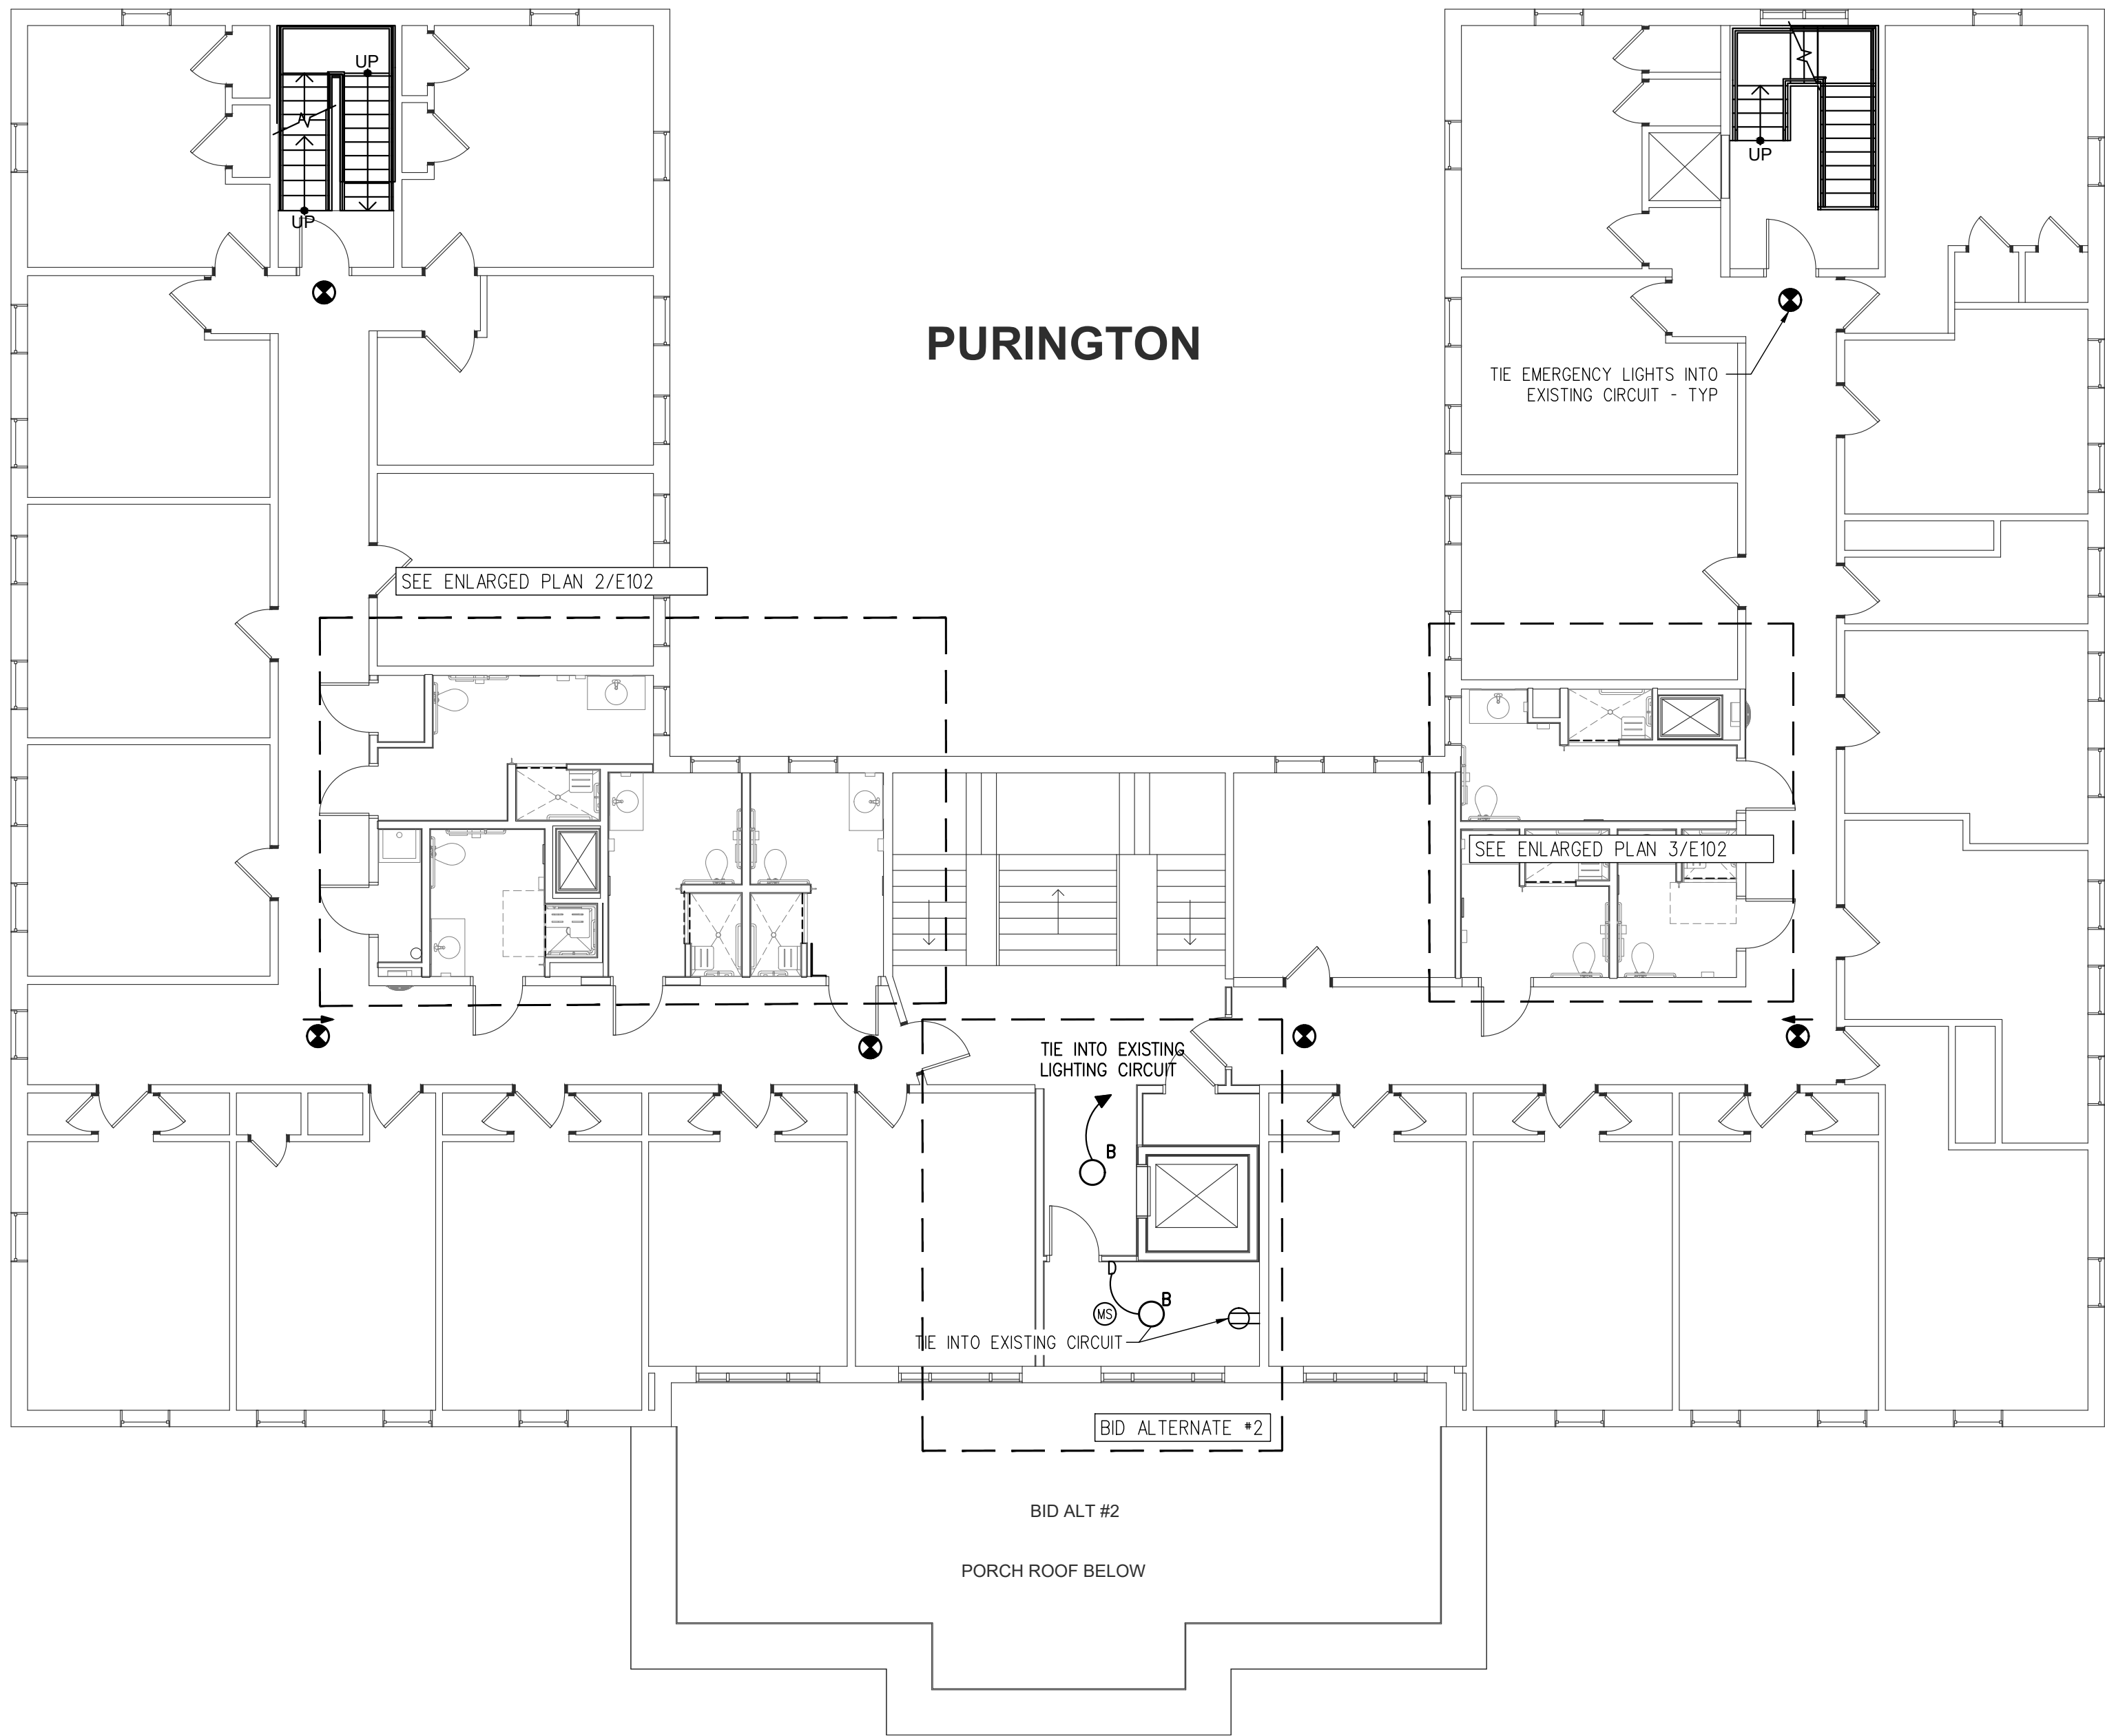 UP
UP
UP
PURINGTON
TIE EMERGENCY LIGHTS INTO
EXISTING CIRCUIT - TYP
SEE ENLARGED PLAN 2/E102
SEE ENLARGED PLAN 3/E102
TIE INTO EXISTING
LIGHTING CIRCUIT
B
D
B
MS
TIE INTO EXISTING CIRCUIT
BID ALTERNATE #2
BID ALT #2
PORCH ROOF BELOW